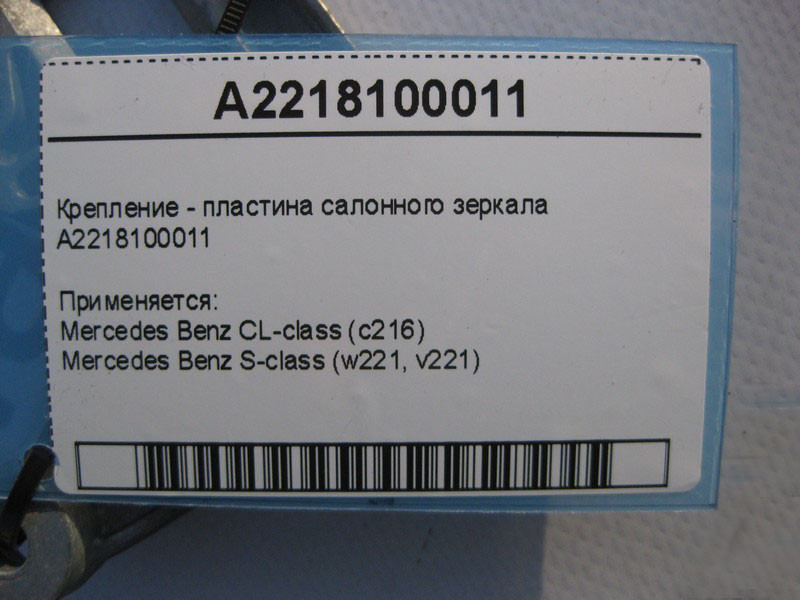 A2218100011
Крепление - пластина салонного зеркала
A2218100011
Применяется:
Mercedes Benz CL-class (c216)
Mercedes Benz S-class (w221, v221)